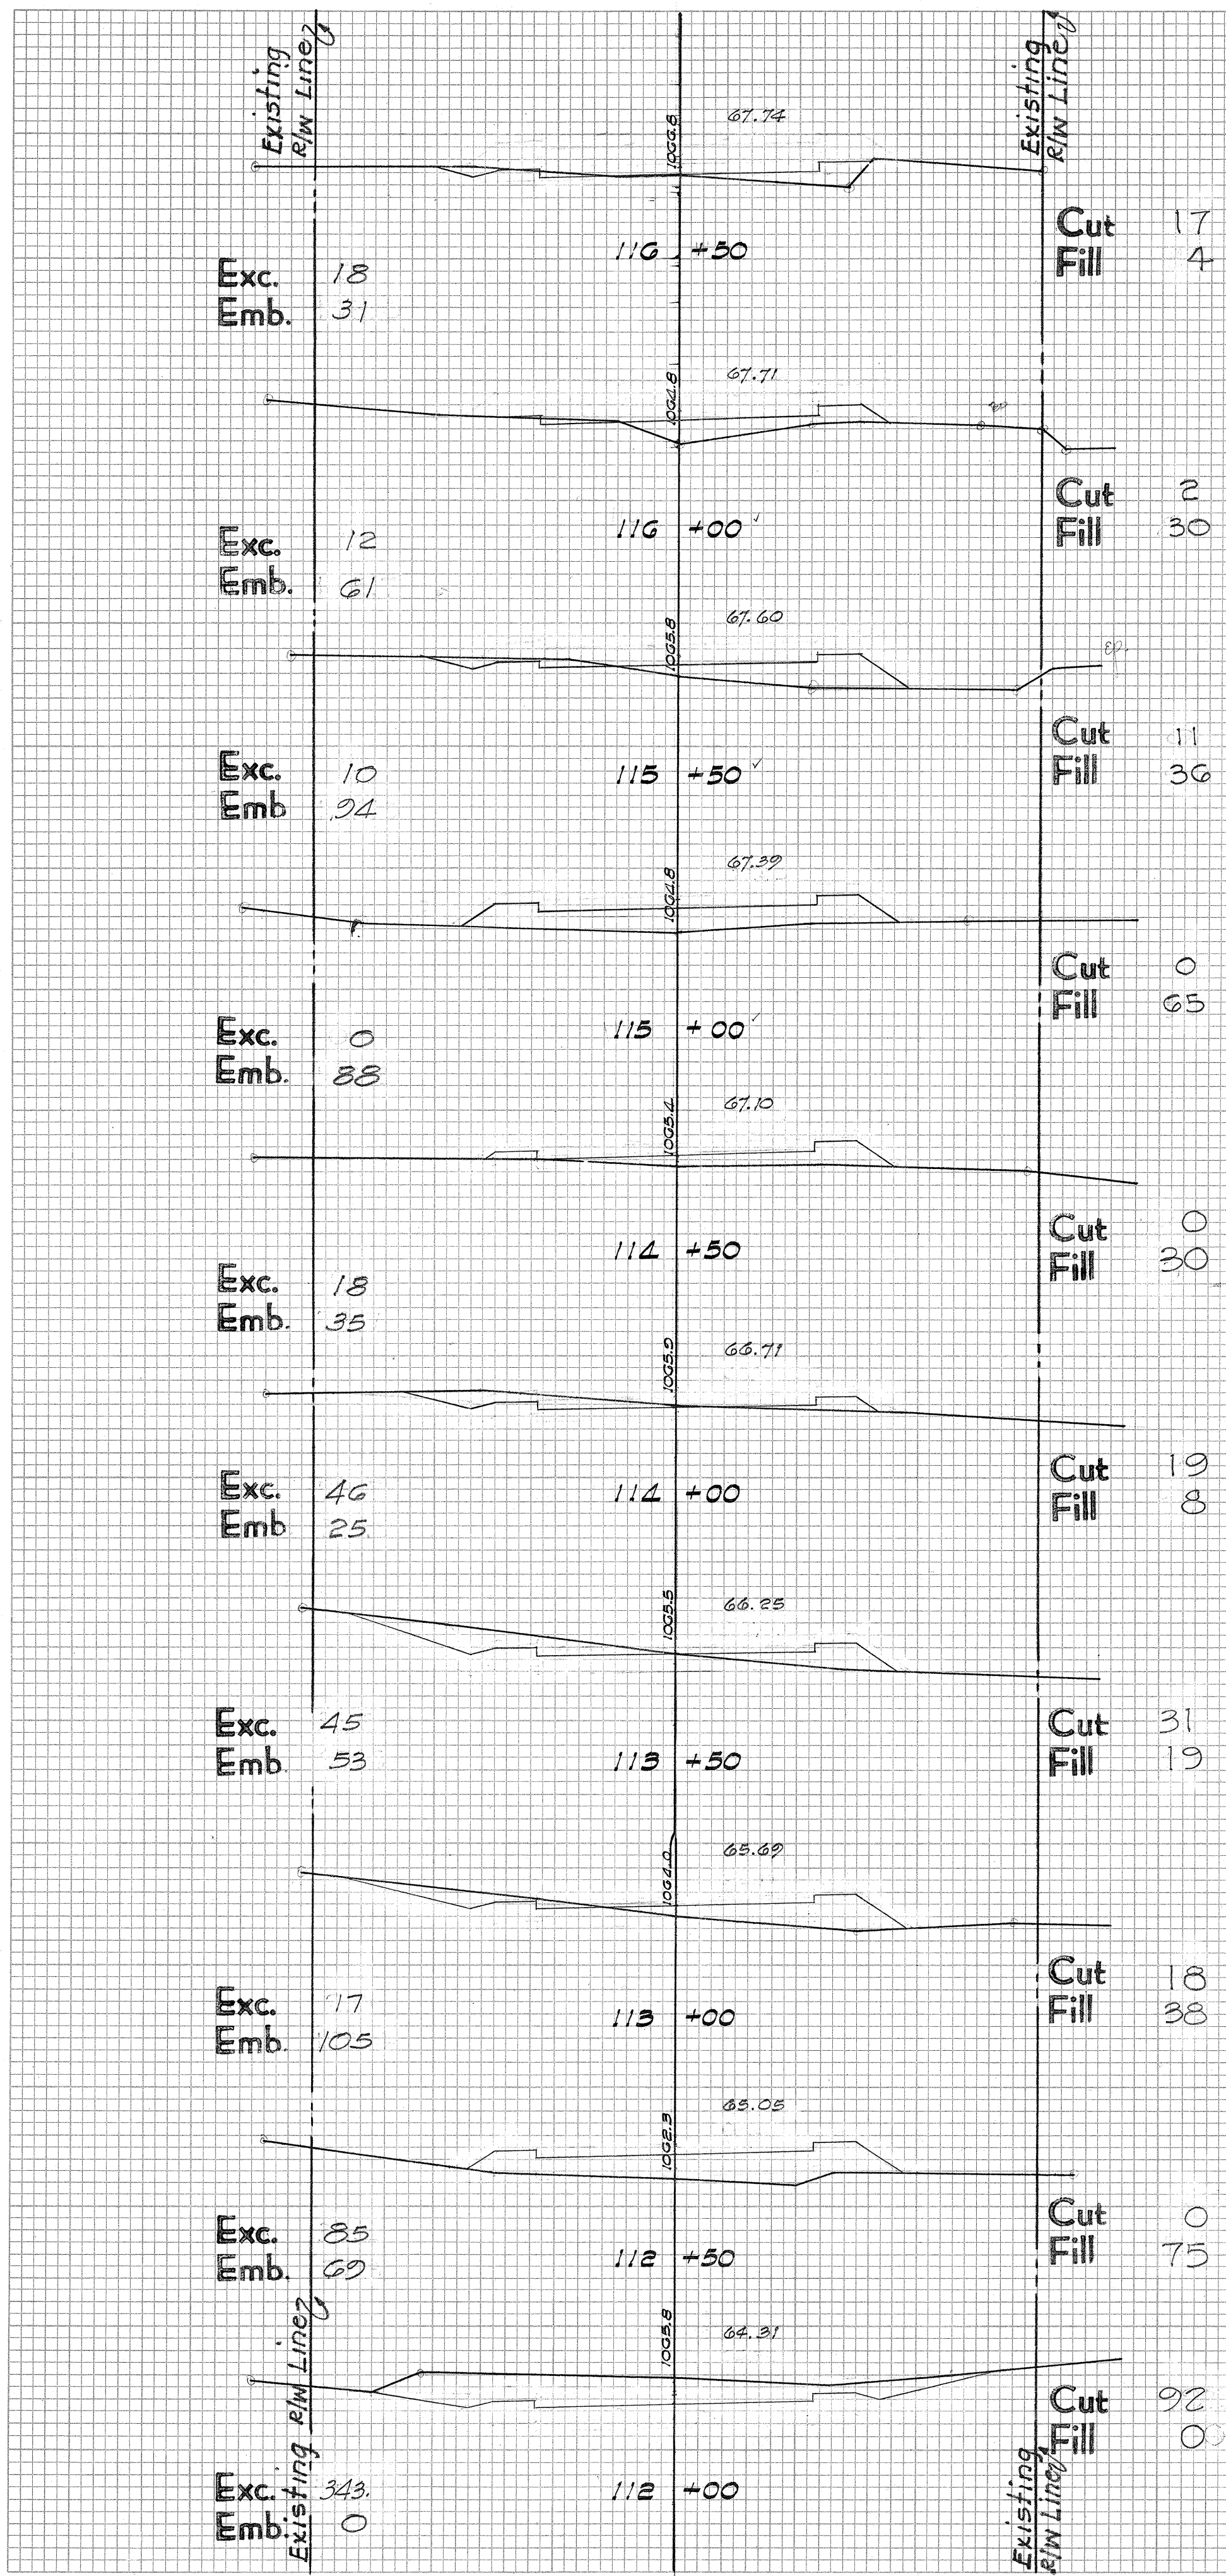 Existing
R/W Line
Existing
R/W Line
1066.8
67.74
116 +50
Cut 17
Fill 4
Exc. 18
Emb. 31
1064.8
67.71
116 +00
Cut 2
Fill 30
Exc. 12
Emb. 61
1065.8
67.60
ep.
115 +50
Cut 11
Fill 36
Exc. 10
Emb 94
1064.8
67.39
115 +00
Cut 0
Fill 65
Exc. 0
Emb. 88
1065.4
67.10
114 +50
Cut 0
Fill 30
Exc. 18
Emb. 35
1065.9
66.71
114 +00
Cut 19
Fill 8
Exc. 46
Emb 25
1065.5
66.25
113 +50
Cut 31
Fill 19
Exc. 45
Emb 53
1064.0
65.69
113 +00
Cut 18
Fill 38
Exc. 17
Emb. 105
1062.3
65.05
112 +50
Cut 0
Fill 75
Exc. 85
Emb. 69
1065.8
64.31
112 +00
Cut 92
Fill 0
Exc. 343.
Emb. 0
Existing R/W Line
Existing
R/W Line